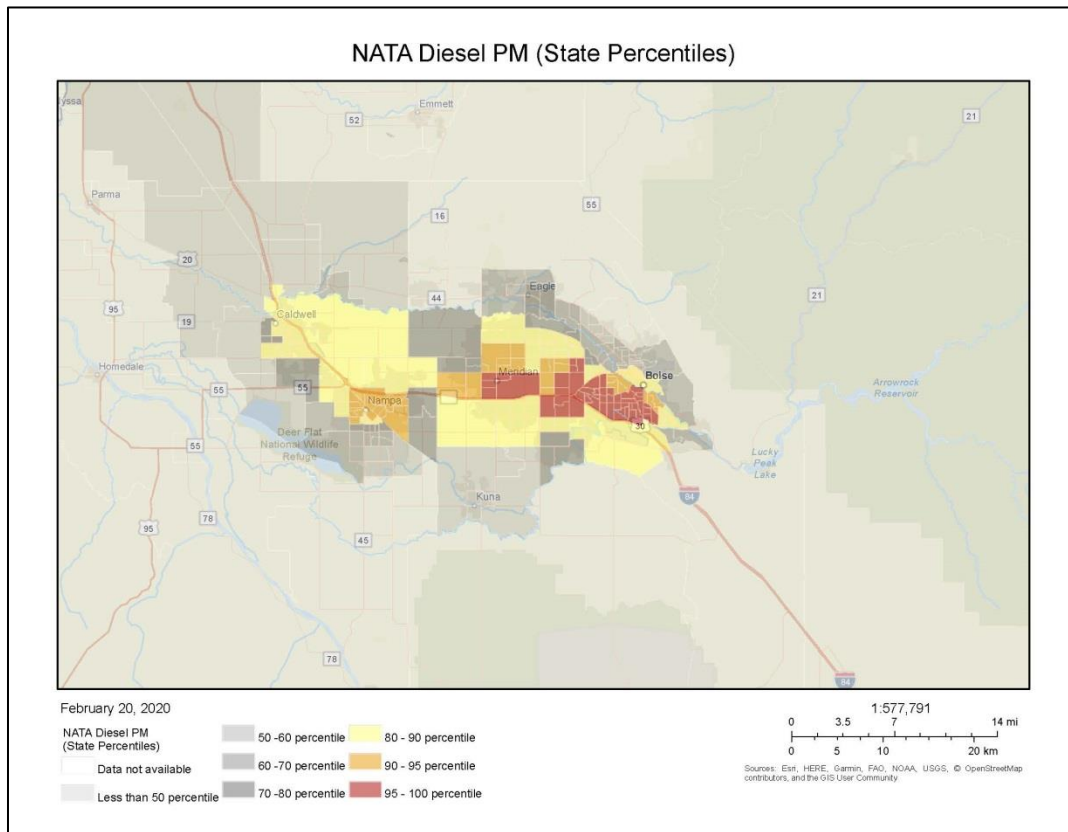 NATA Diesel PM (State Percentiles)
Emmett
52
21
Parma
55
16
20
21
Eagle
44
95
19
Caldwell
Homedale
55
55
Meridian
Boise
Arrowrock
Reservoir
Nampa
30
Deer Flat
National Wildlife
Refuge
55
Lucky
Peak
Lake
84
78
Kuna
95
45
78
84
February 20, 2020
1:577,791
NATA Diesel PM
(State Percentiles)
Data not available
Less than 50 percentile
50 -60 percentile
60 -70 percentile
70 -80 percentile
80 - 90 percentile
90 - 95 percentile
95 - 100 percentile
0 3.5 7 14 mi
0 5 10 20 km
Sources: Esri, HERE, Garmin, FAO, NOAA, USGS, © OpenStreetMap
contributors, and the GIS User Community